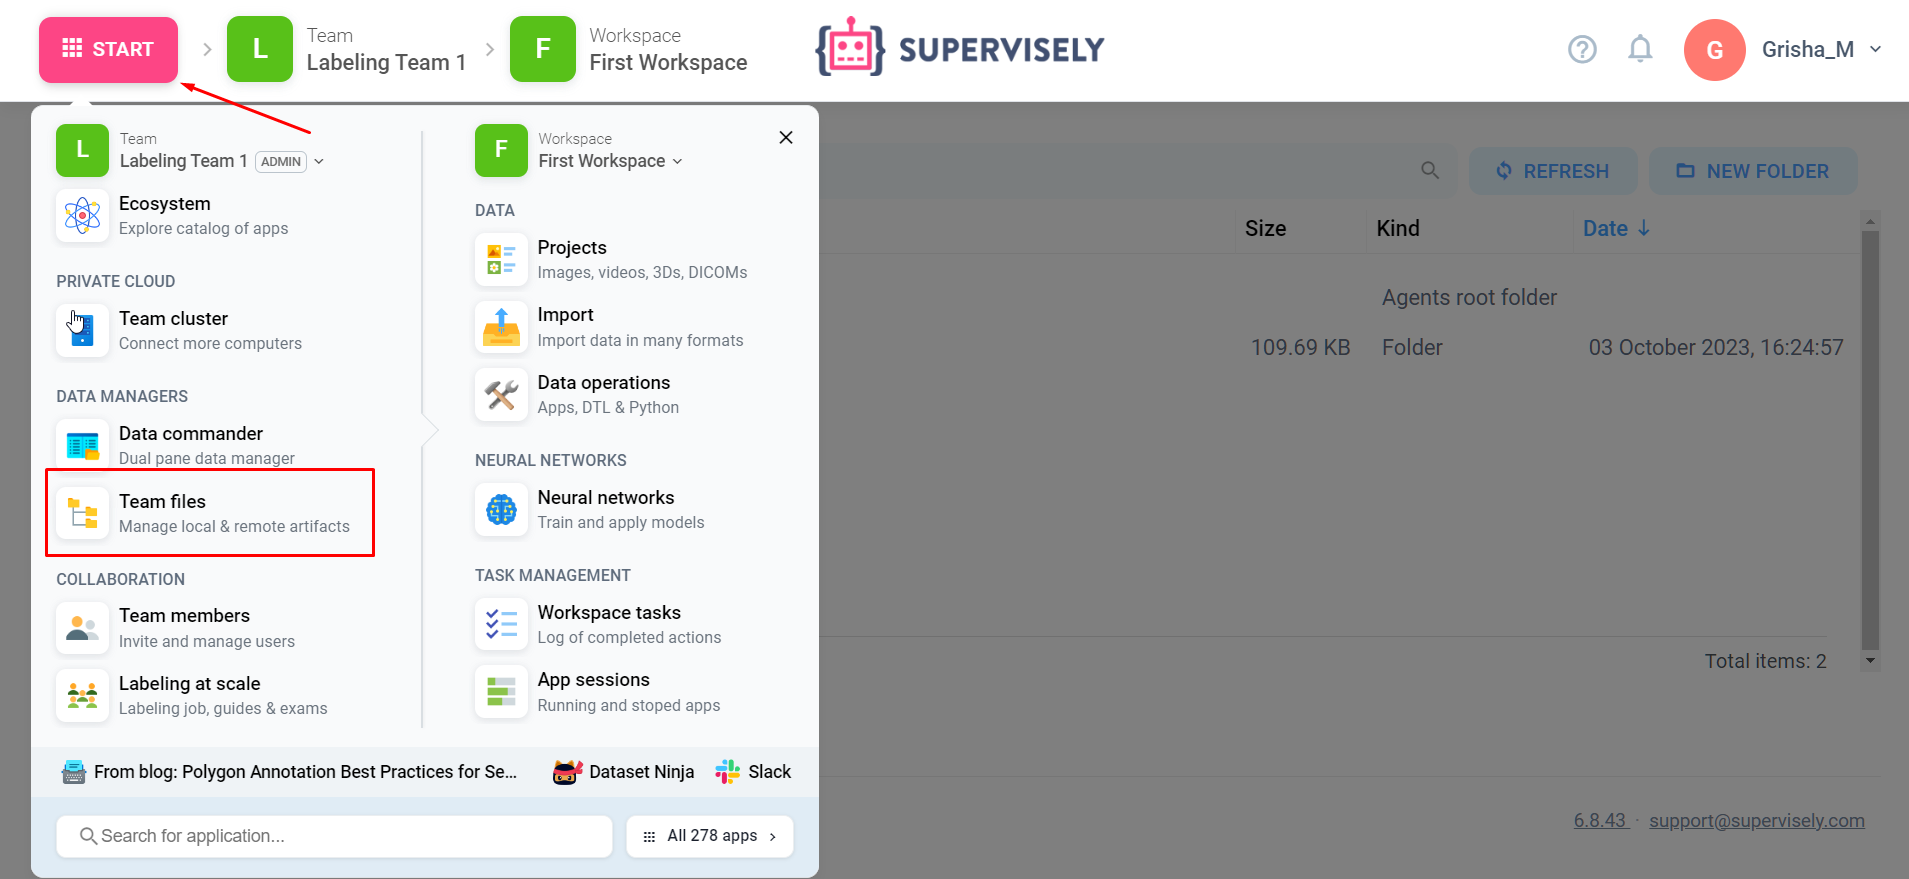 START
L
Team
Labeling Team 1
F
Workspace
First Workspace
SUPERVISELY
G
Grisha_M
L
Team
Labeling Team 1 ADMIN
Ecosystem
Explore catalog of apps
PRIVATE CLOUD
Team cluster
Connect more computers
DATA MANAGERS
Data commander
Dual pane data manager
Team files
Manage local & remote artifacts
COLLABORATION
Team members
Invite and manage users
Labeling at scale
Labeling job, guides & exams
F
Workspace
First Workspace
DATA
Projects
Images, videos, 3Ds, DICOMs
Import
Import data in many formats
Data operations
Apps, DTL & Python
NEURAL NETWORKS
Neural networks
Train and apply models
TASK MANAGEMENT
Workspace tasks
Log of completed actions
App sessions
Running and stoped apps
From blog: Polygon Annotation Best Practices for Se...
Dataset Ninja
Slack
Search for application...
All 278 apps
REFRESH
NEW FOLDER
Size
Kind
Date
Agents root folder
109.69 KB
Folder
03 October 2023, 16:24:57
Total items: 2
6.8.43 · support@supervisely.com